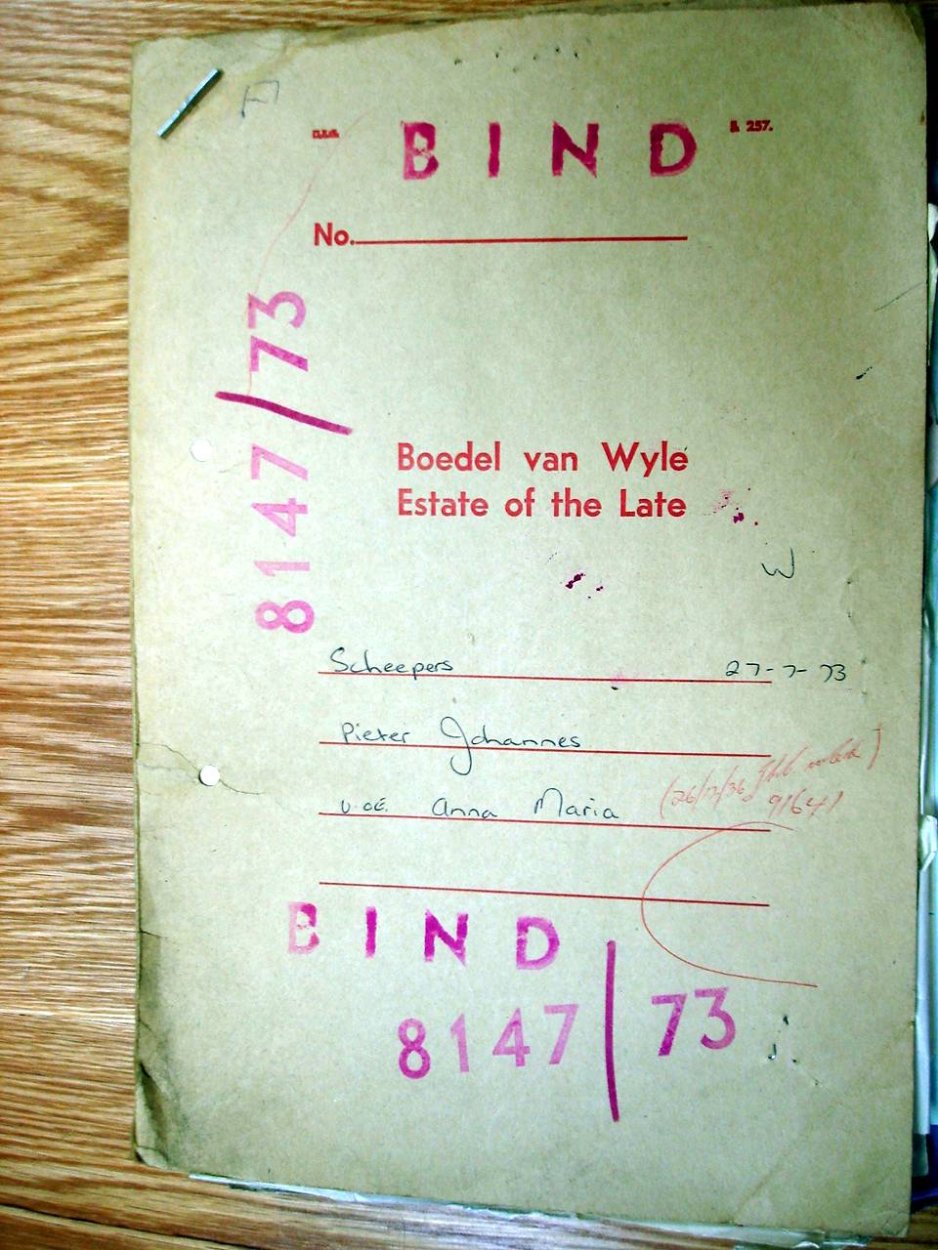 BIND
257.
No.
8147/73
Boedel van Wyle
Estate of the Late
W
Scheepers 27-7-73
Pieter Johannes
Anna Maria
BIND
8147/73